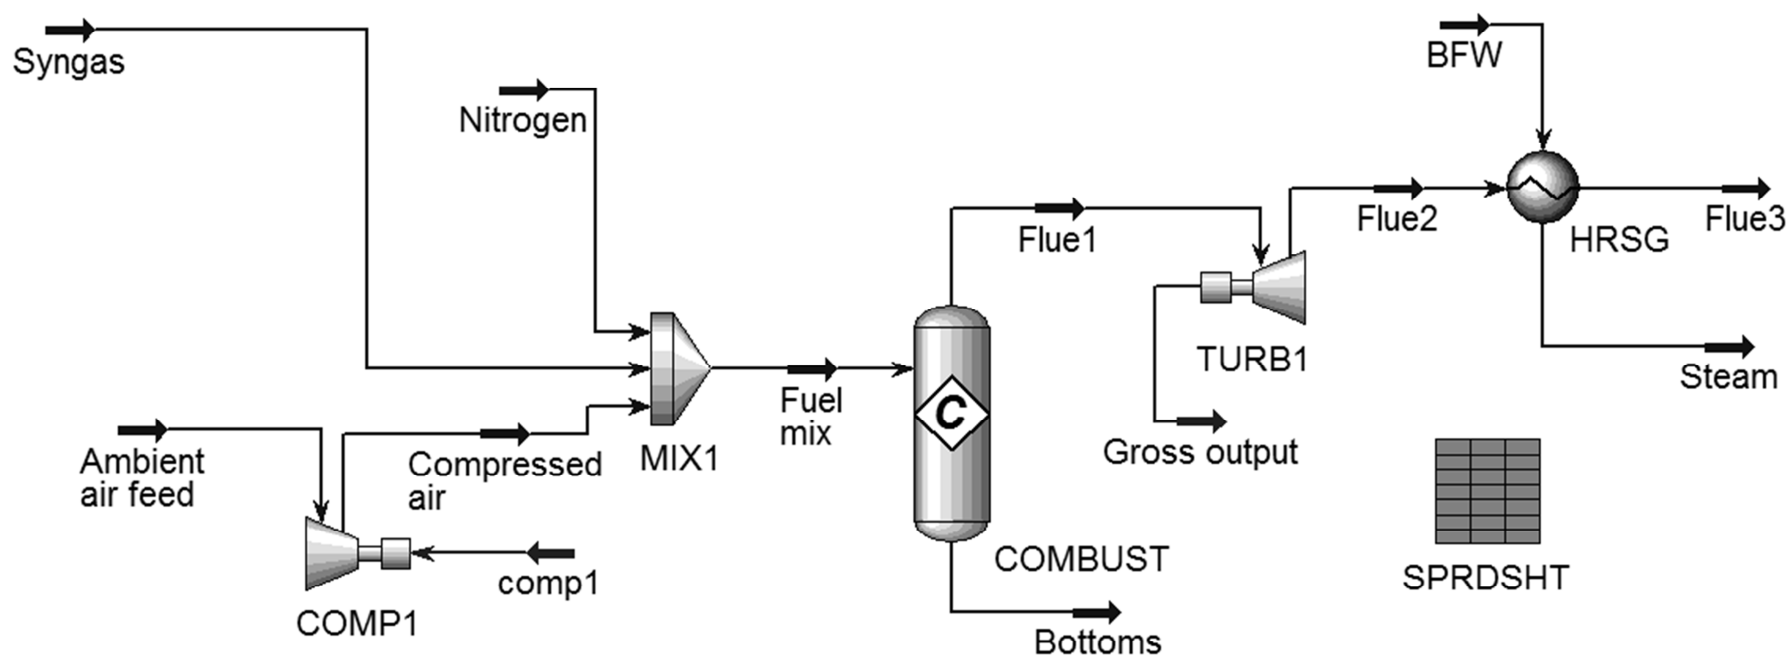 Syngas
Nitrogen
BFW
Flue1
Flue2
HRSG
Flue3
TURB1
Steam
Fuel
mix
Gross output
Ambient
air feed
Compressed
air
MIX1
C
COMBUST
SPRDSHT
comp1
COMP1
Bottoms